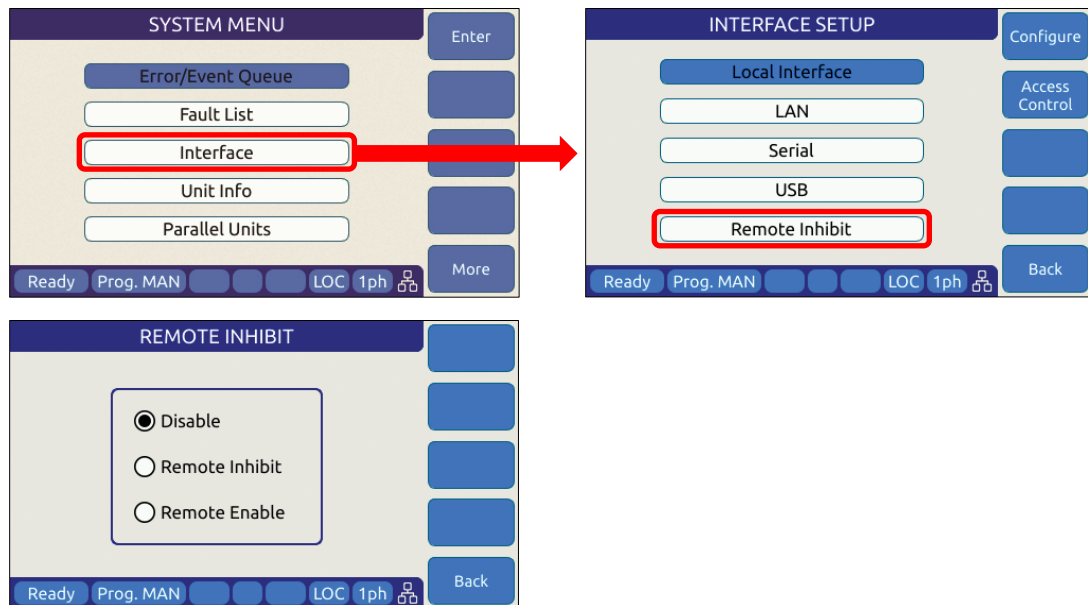 SYSTEM MENU
Enter
Error/Event Queue
Fault List
Interface
Unit Info
Parallel Units
More
Ready Prog. MAN LOC 1ph
INTERFACE SETUP
Configure
Local Interface
Access
Control
LAN
Serial
USB
Remote Inhibit
Back
Ready Prog. MAN LOC 1ph
REMOTE INHIBIT
Disable
Remote Inhibit
Remote Enable
Back
Ready Prog. MAN LOC 1ph